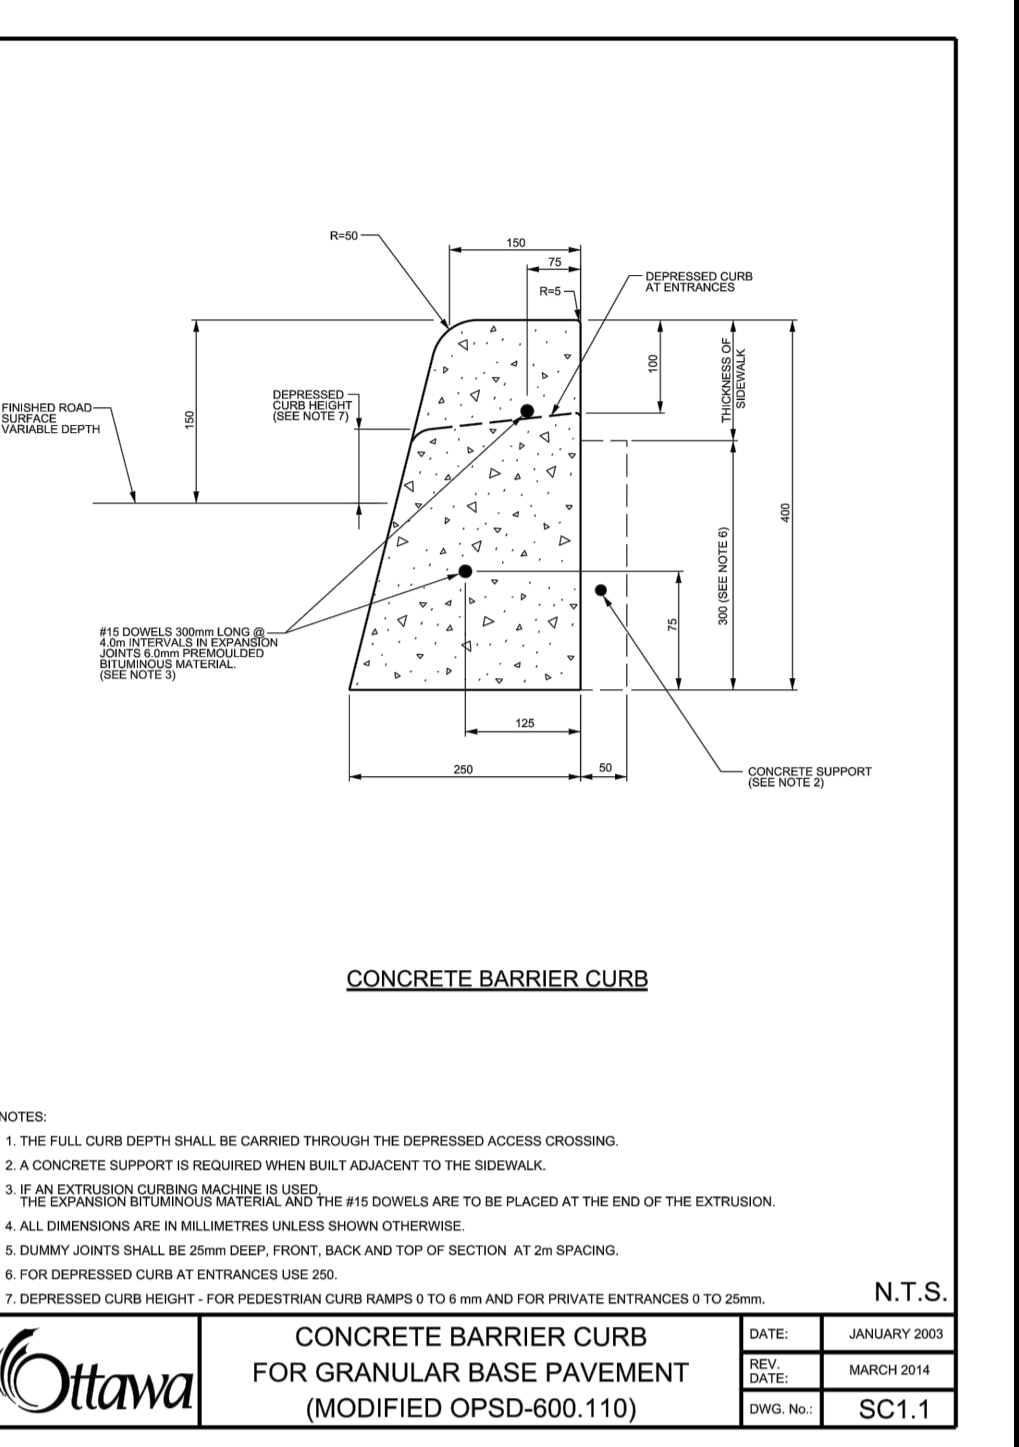 R=50
150
75
R=5
DEPRESSED CURB
AT ENTRANCES
150
100
THICKNESS OF
SIDEWALK
DEPRESSED
CURB HEIGHT
(SEE NOTE 7)
FINISHED ROAD
SURFACE
VARIABLE DEPTH
300 (SEE NOTE 6)
400
75
#15 DOWELS 300mm LONG @
4.0m INTERVALS IN EXPANSION
JOINTS 6.0mm PREMOULDED
BITUMINOUS MATERIAL.
(SEE NOTE 3)
125
250
50
CONCRETE SUPPORT
(SEE NOTE 2)
CONCRETE BARRIER CURB
NOTES:
1. THE FULL CURB DEPTH SHALL BE CARRIED THROUGH THE DEPRESSED ACCESS CROSSING.
2. A CONCRETE SUPPORT IS REQUIRED WHEN BUILT ADJACENT TO THE SIDEWALK.
3. IF AN EXTRUSION CURBING MACHINE IS USED,
THE EXPANSION BITUMINOUS MATERIAL AND THE #15 DOWELS ARE TO BE PLACED AT THE END OF THE EXTRUSION.
4. ALL DIMENSIONS ARE IN MILLIMETRES UNLESS SHOWN OTHERWISE.
5. DUMMY JOINTS SHALL BE 25mm DEEP, FRONT, BACK AND TOP OF SECTION AT 2m SPACING.
6. FOR DEPRESSED CURB AT ENTRANCES USE 250.
7. DEPRESSED CURB HEIGHT - FOR PEDESTRIAN CURB RAMPS 0 TO 6 mm AND FOR PRIVATE ENTRANCES 0 TO 25mm.
N.T.S.
Ottawa
CONCRETE BARRIER CURB
FOR GRANULAR BASE PAVEMENT
(MODIFIED OPSD-600.110)
DATE: JANUARY 2003
REV.
DATE: MARCH 2014
DWG. No.: SC1.1